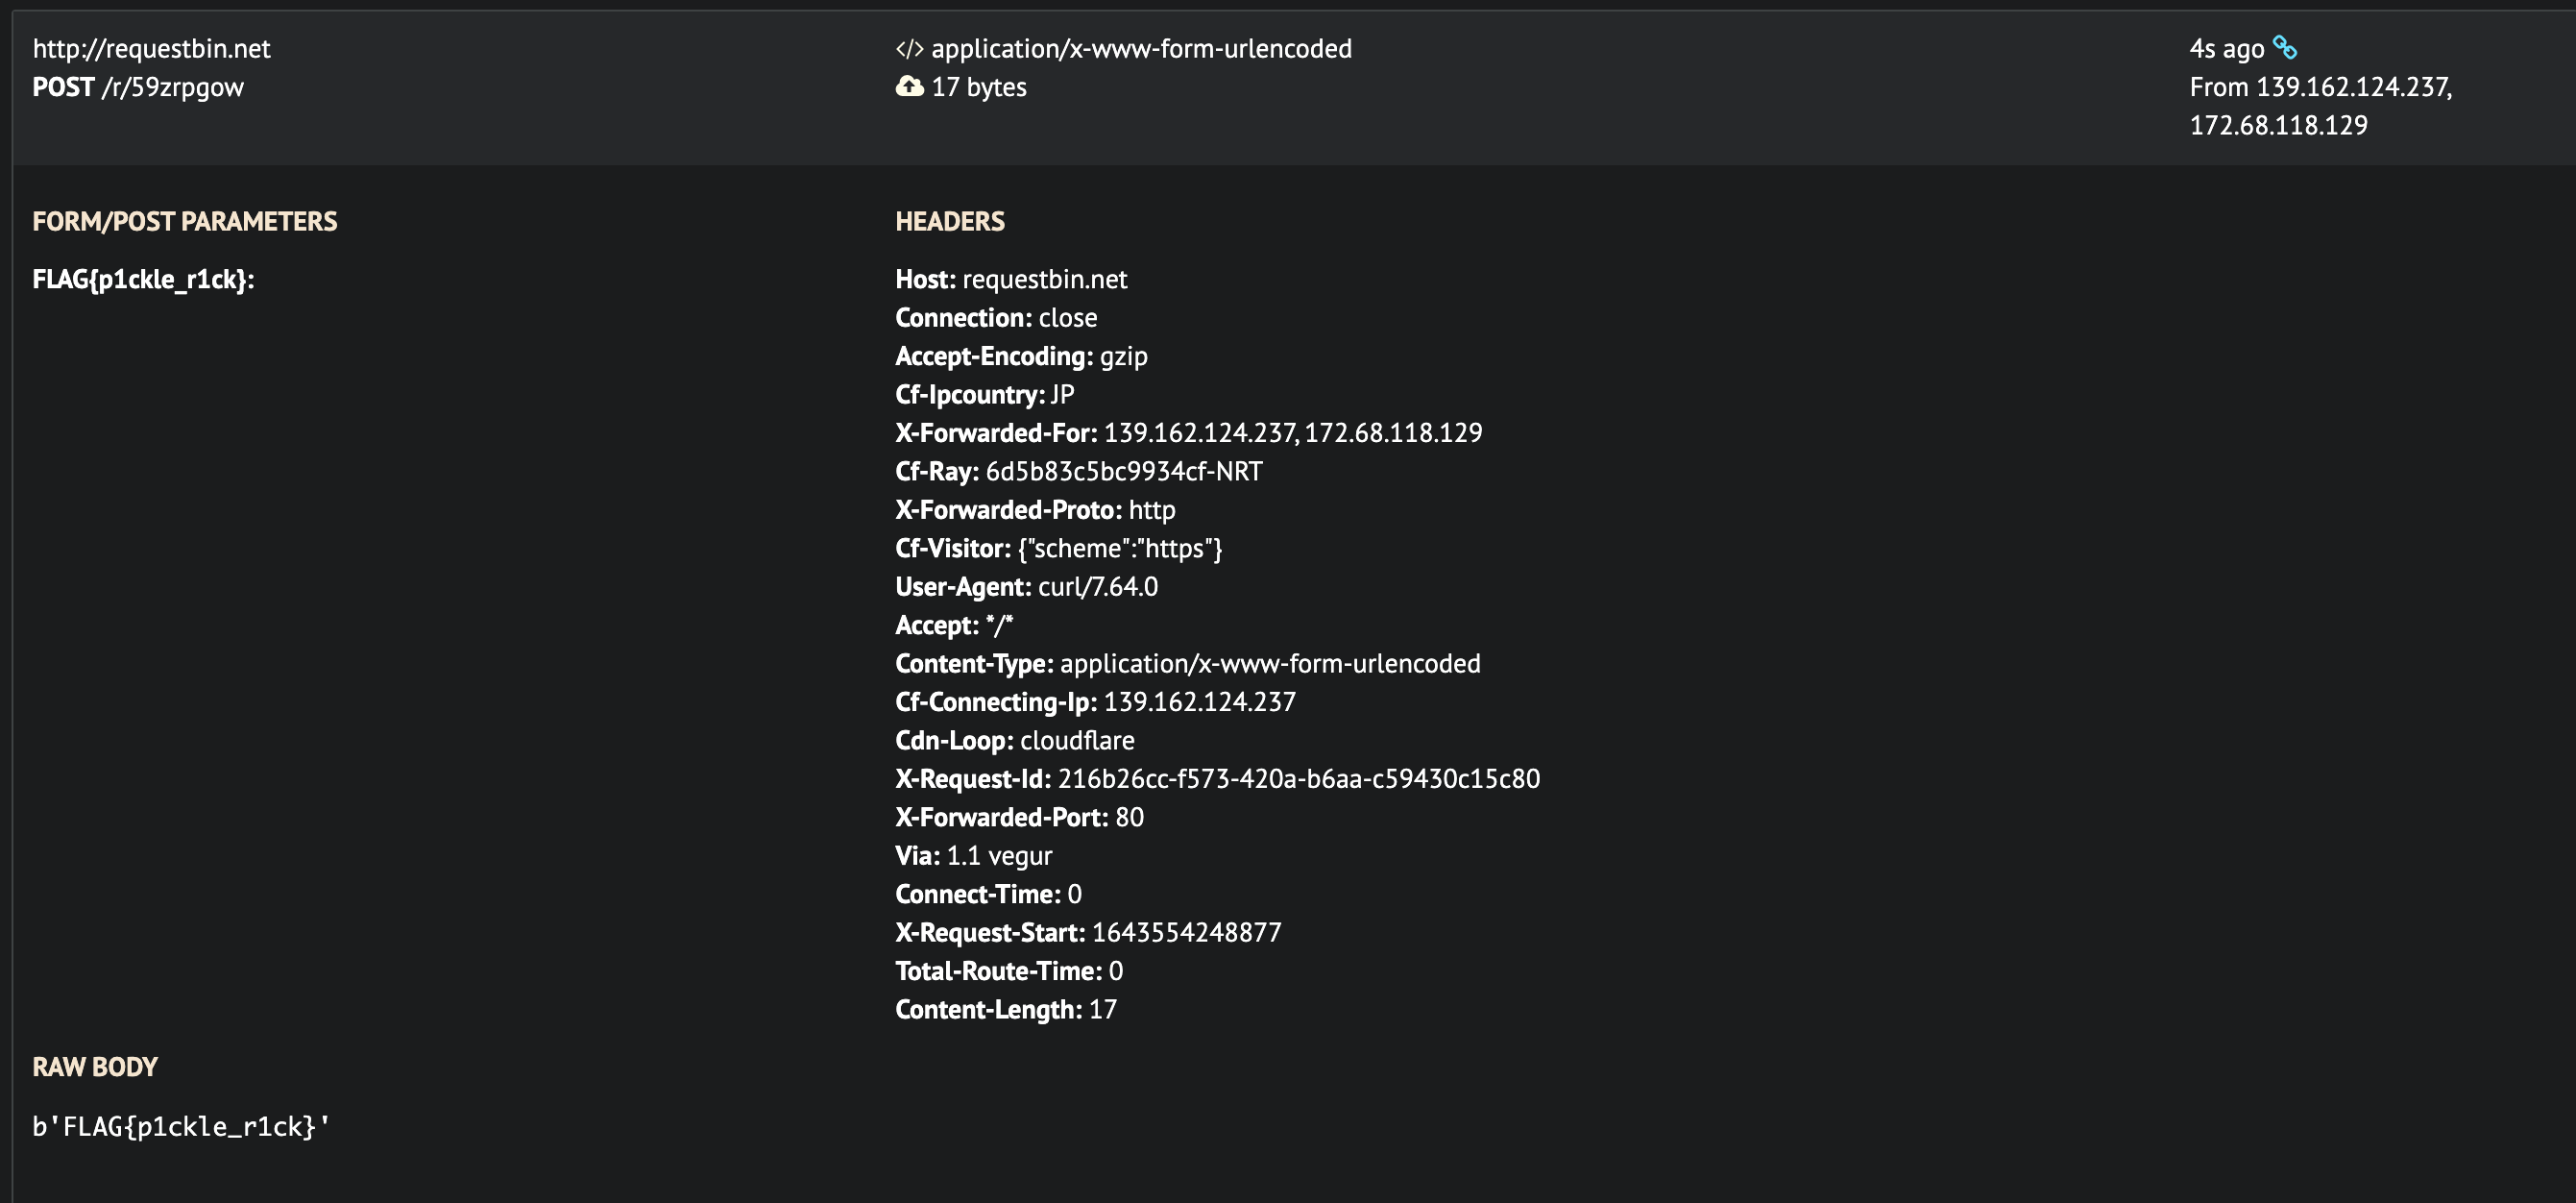 http://requestbin.net
POST /r/59zrpgow
</> application/x-www-form-urlencoded
17 bytes
4s ago
From 139.162.124.237,
172.68.118.129
FORM/POST PARAMETERS
FLAG{p1ckle_r1ck}:
HEADERS
Host: requestbin.net
Connection: close
Accept-Encoding: gzip
Cf-Ipcountry: JP
X-Forwarded-For: 139.162.124.237, 172.68.118.129
Cf-Ray: 6d5b83c5bc9934cf-NRT
X-Forwarded-Proto: http
Cf-Visitor: {"scheme":"https"}
User-Agent: curl/7.64.0
Accept: */*
Content-Type: application/x-www-form-urlencoded
Cf-Connecting-Ip: 139.162.124.237
Cdn-Loop: cloudflare
X-Request-Id: 216b26cc-f573-420a-b6aa-c59430c15c80
X-Forwarded-Port: 80
Via: 1.1 vegur
Connect-Time: 0
X-Request-Start: 1643554248877
Total-Route-Time: 0
Content-Length: 17
RAW BODY
b'FLAG{p1ckle_r1ck}'